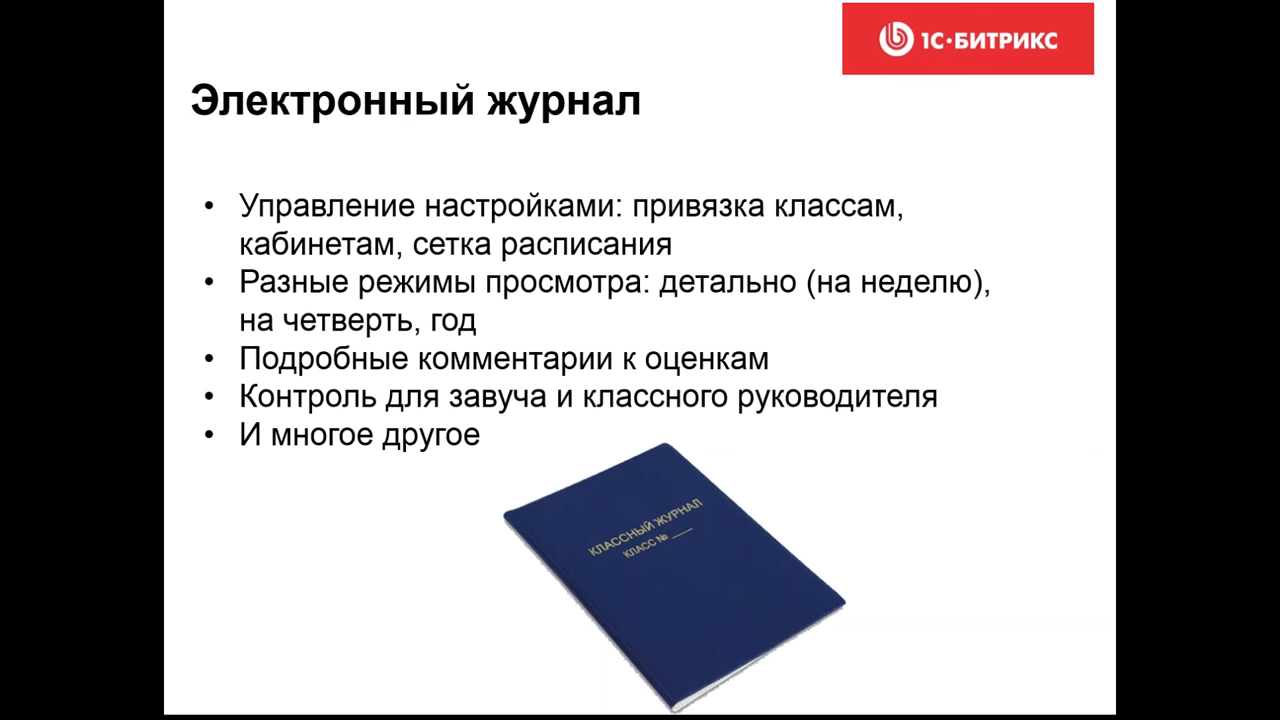 1С-БИТРИКС
Электронный журнал
• Управление настройками: привязка классам,
кабинетам, сетка расписания
• Разные режимы просмотра: детально (на неделю),
на четверть, год
• Подробные комментарии к оценкам
• Контроль для завуча и классного руководителя
• И многое другое
КЛАССНЫЙ ЖУРНАЛ
КЛАСС № ____